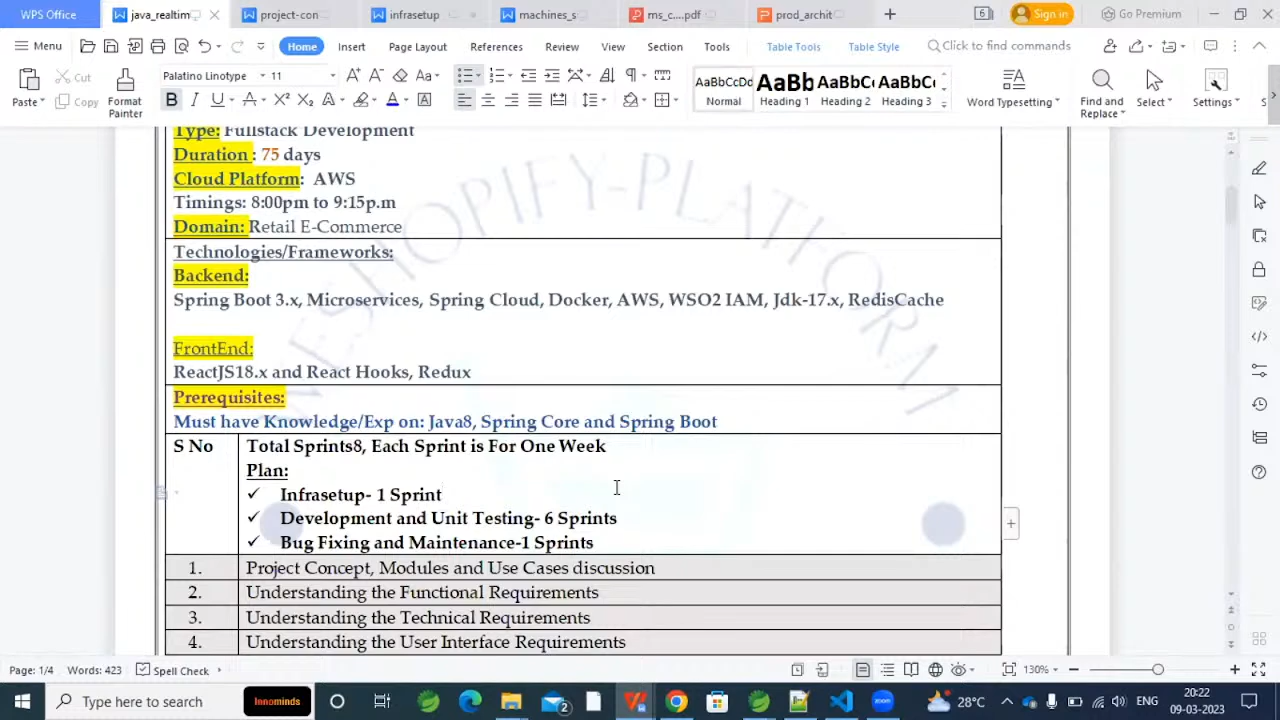 WPS Office
java_realtim
project-con
infrasetup
machines_s
ms_c....pdf
prod_archit
6
Sign in
Go Premium
Menu
Home
Insert
Page Layout
References
Review
View
Section
Tools
Table Tools
Table Style
Click to find commands
Paste
Cut
Copy
Format
Painter
Palatino Linotype
11
AaBbCcDd
Normal
AaBb
Heading 1
AaBbC
Heading 2
AaBbC
Heading 3
Word Typesetting
Find and
Replace
Select
Settings
Type: Fullstack Development
Duration : 75 days
Cloud Platform: AWS
Timings: 8:00pm to 9:15p.m
Domain: Retail E-Commerce
Technologies/Frameworks:
Backend:
Spring Boot 3.x, Microservices, Spring Cloud, Docker, AWS, WSO2 IAM, Jdk-17.x, RedisCache
FrontEnd:
ReactJS18.x and React Hooks, Redux
Prerequisites:
Must have Knowledge/Exp on: Java8, Spring Core and Spring Boot
S No
Total Sprints8, Each Sprint is For One Week
Plan:
✓ Infrasetup- 1 Sprint
✓ Development and Unit Testing- 6 Sprints
✓ Bug Fixing and Maintenance-1 Sprints
1. Project Concept, Modules and Use Cases discussion
2. Understanding the Functional Requirements
3. Understanding the Technical Requirements
4. Understanding the User Interface Requirements
WESHOPIFY-PLATFORM
Page: 1/4
Words: 423
Spell Check
130%
Type here to search
Innominds
28°C
ENG
20:22
09-03-2023